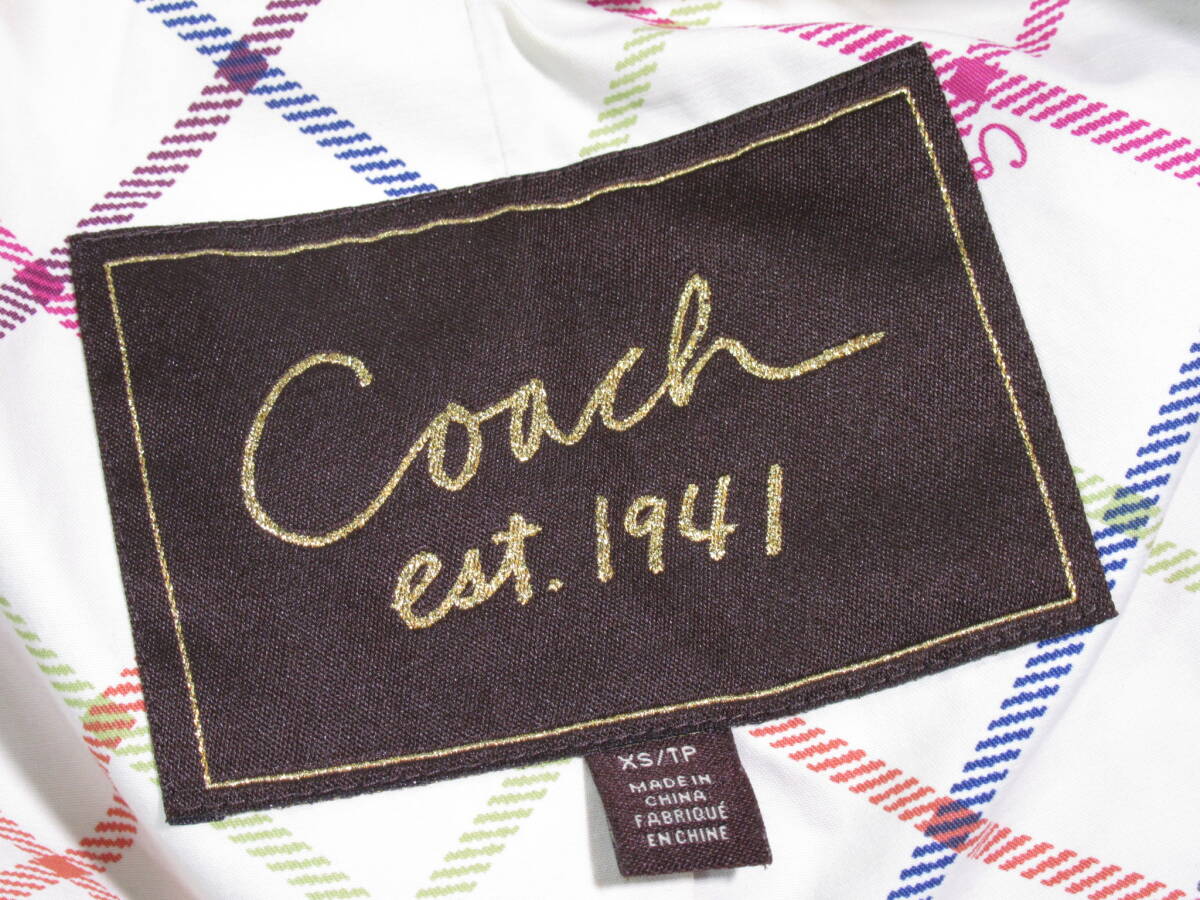 Coach
est. 1941
XS/TP
MADE IN
CHINA
FABRIQUÉ
EN CHINE